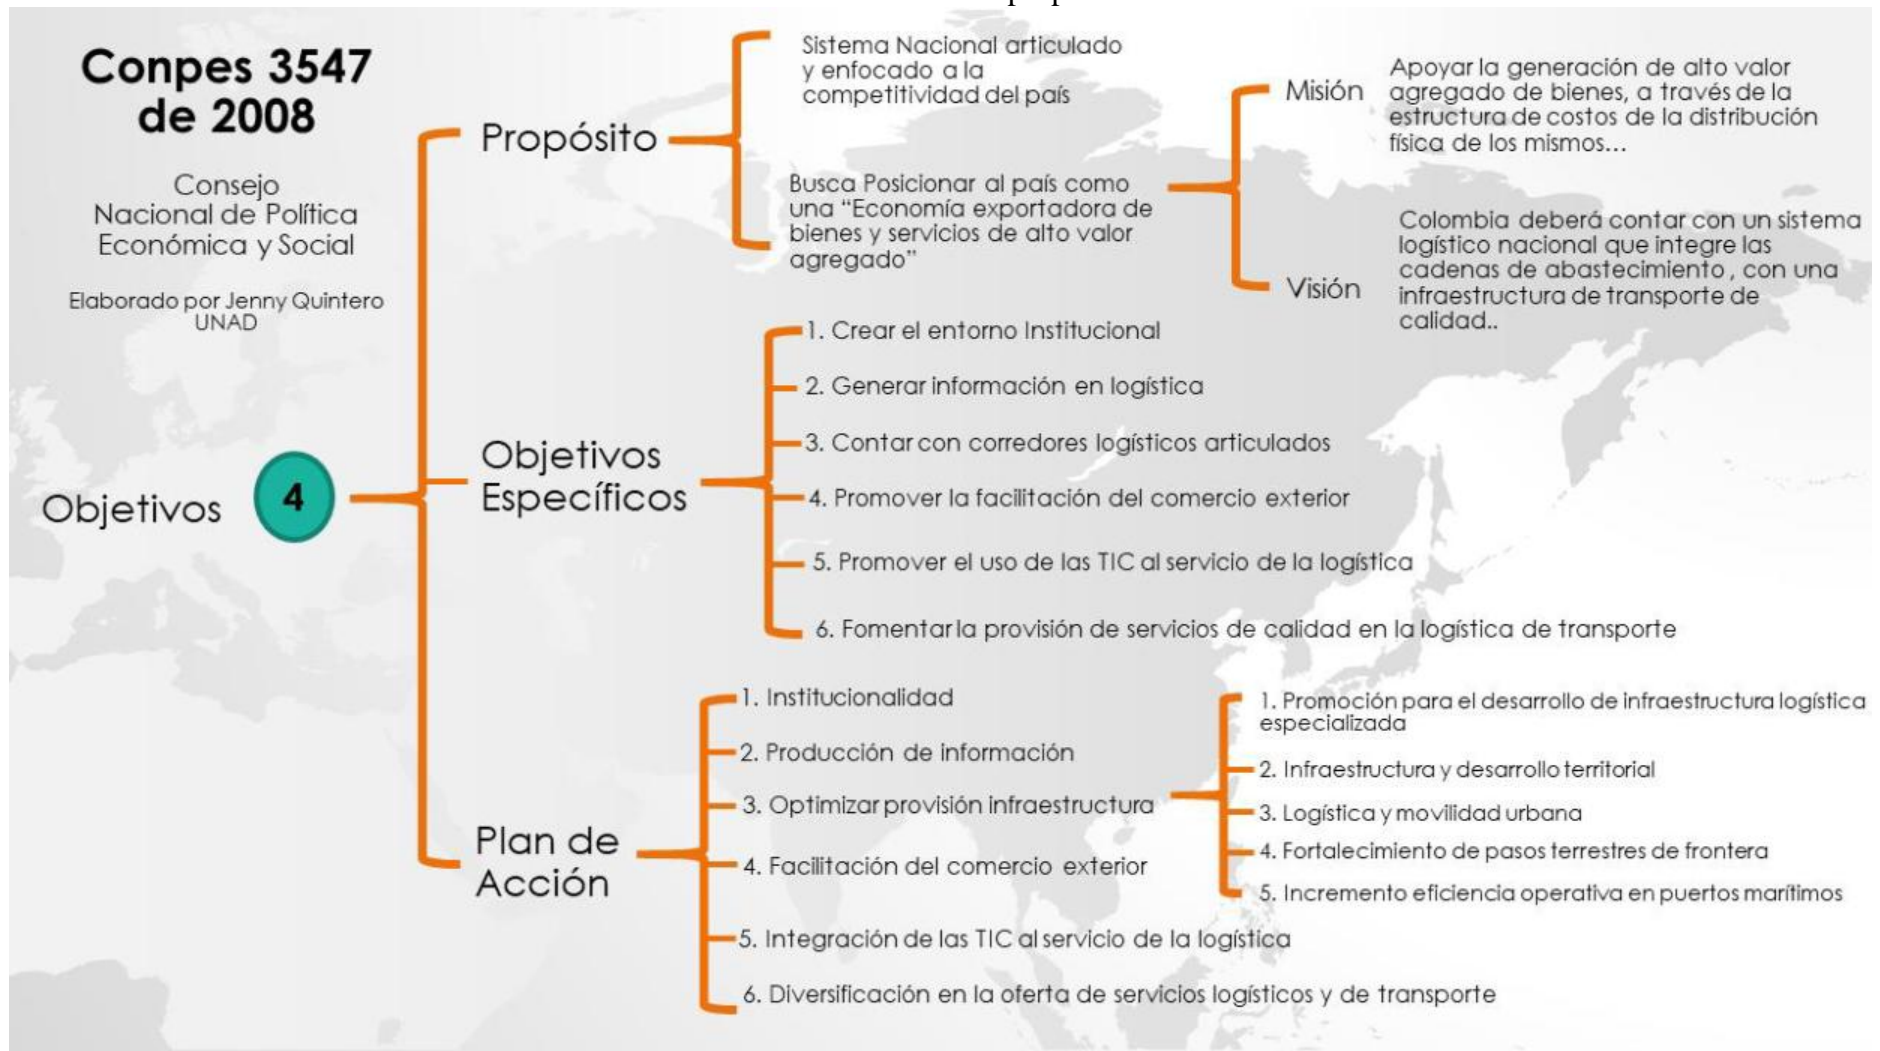 Conpes 3547
de 2008
Consejo
Nacional de Política
Económica y Social
Elaborado por Jenny Quintero
UNAD
Objetivos
4
Propósito
Sistema Nacional articulado
y enfocado a la
competitividad del país
Busca Posicionar al país como
una “Economía exportadora de
bienes y servicios de alto valor
agregado”
Misión
Apoyar la generación de alto valor
agregado de bienes, a través de la
estructura de costos de la distribución
física de los mismos...
Visión
Colombia deberá contar con un sistema
logístico nacional que integre las
cadenas de abastecimiento, con una
infraestructura de transporte de
calidad..
Objetivos
Específicos
1. Crear el entorno Institucional
2. Generar información en logística
3. Contar con corredores logísticos articulados
4. Promover la facilitación del comercio exterior
5. Promover el uso de las TIC al servicio de la logística
6. Fomentar la provisión de servicios de calidad en la logística de transporte
Plan de
Acción
1. Institucionalidad
2. Producción de información
3. Optimizar provisión infraestructura
4. Facilitación del comercio exterior
5. Integración de las TIC al servicio de la logística
6. Diversificación en la oferta de servicios logísticos y de transporte
1. Promoción para el desarrollo de infraestructura logística
especializada
2. Infraestructura y desarrollo territorial
3. Logística y movilidad urbana
4. Fortalecimiento de pasos terrestres de frontera
5. Incremento eficiencia operativa en puertos marítimos